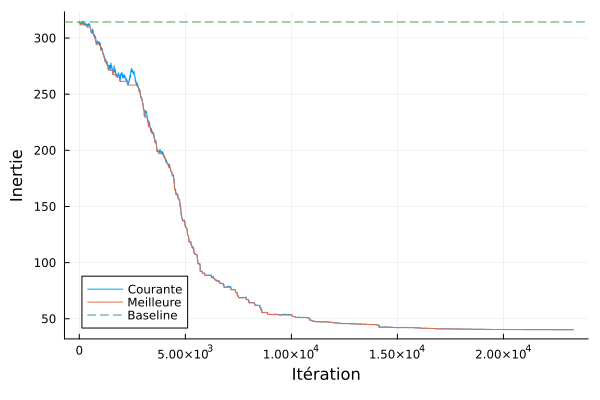 Inertie
300
250
200
150
100
50
Courante
Meilleure
Baseline
0 5.00×10³ 1.00×10⁴ 1.50×10⁴ 2.00×10⁴
Itération